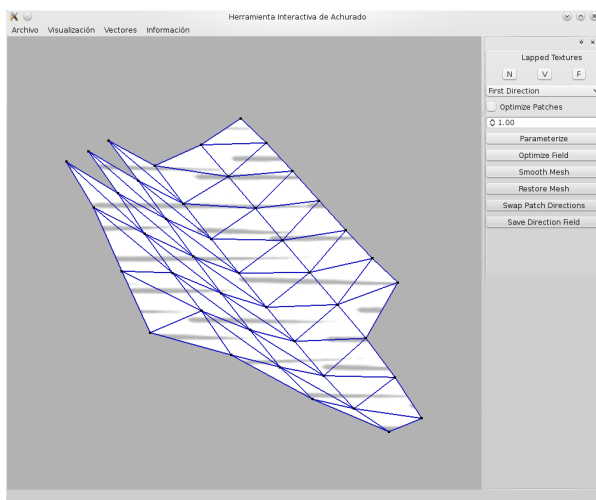 Herramienta Interactiva de Achurado
Archivo Visualización Vectores Información
Lapped Textures
N V F
First Direction
Optimize Patches
1.00
Parameterize
Optimize Field
Smooth Mesh
Restore Mesh
Swap Patch Directions
Save Direction Field